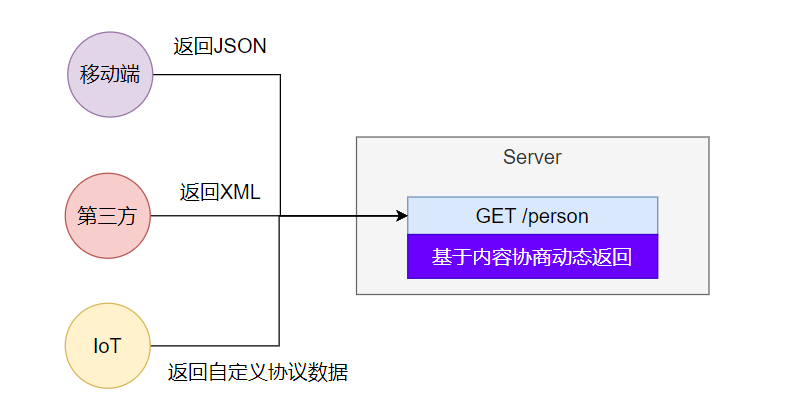 返回JSON
移动端
Server
返回XML
第三方
GET /person
基于内容协商动态返回
IoT
返回自定义协议数据